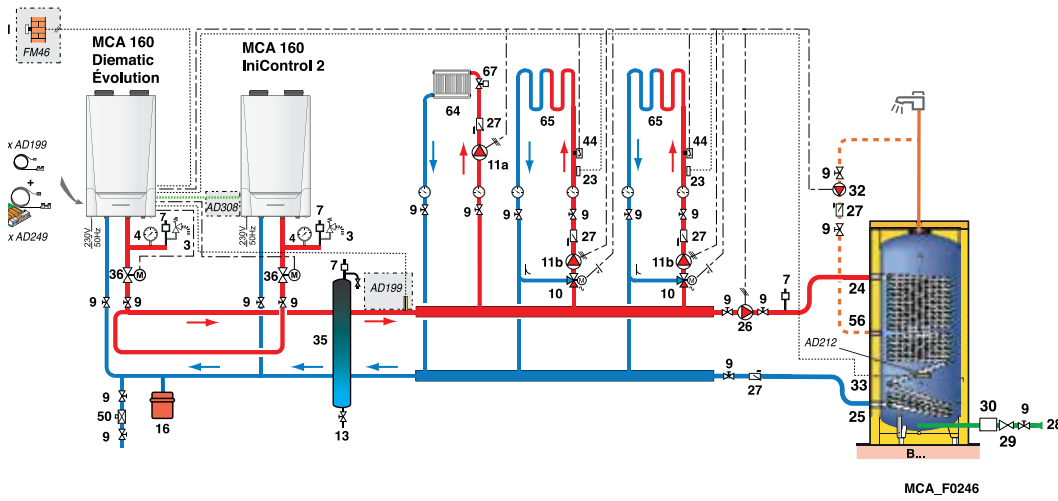 I
FM46
MCA 160
Diematic
Évolution
MCA 160
IniControl 2
x AD199
+
x AD249
AD308
230V
50Hz
230V
50Hz
4
7
3
4
7
3
36
M
36
M
9
9
9
9
7
AD199
35
13
9
50
9
16
64
67
27
11a
9
9
65
44
23
9
9
27
11b
10
M
65
44
23
9
9
27
11b
10
M
9
26
9
7
9
27
9
32
27
9
24
56
AD212
33
25
30
9
29
28
B...
MCA_F0246